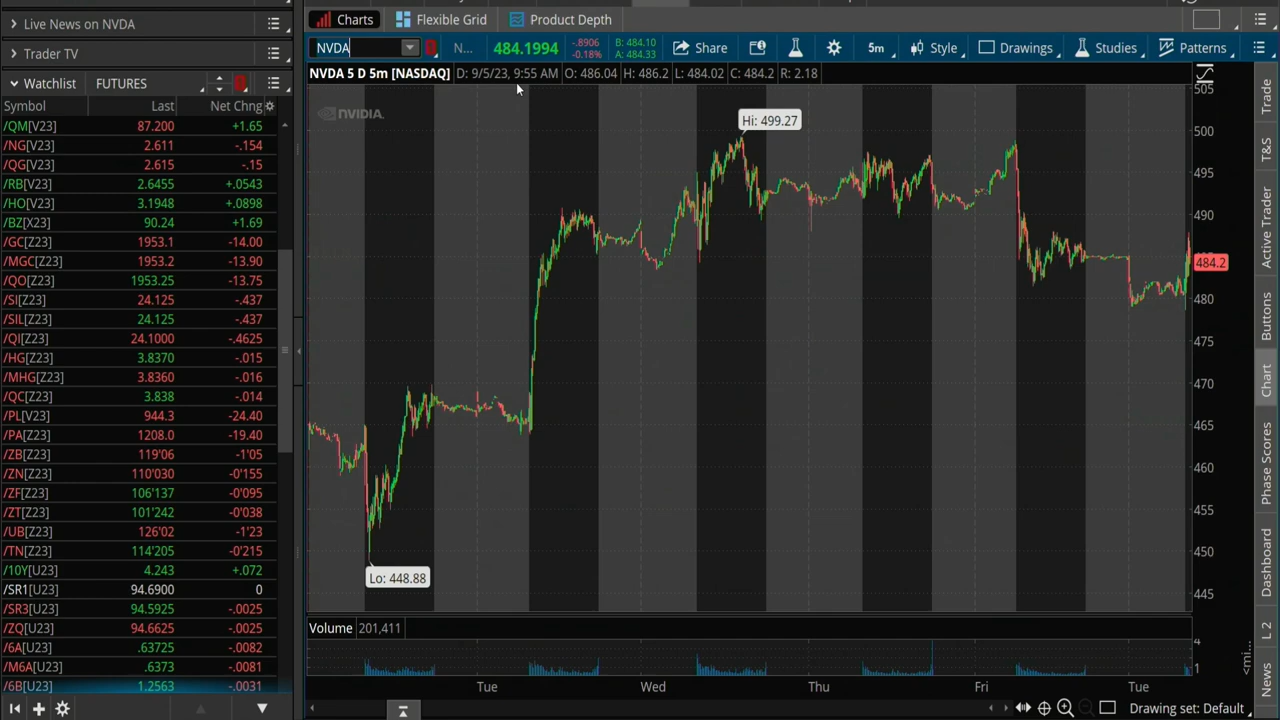 Live News on NVDA
Trader TV
Watchlist FUTURES
Symbol Last Net Chng
/QM[V23] 87.200 +1.65
/NG[V23] 2.611 -.154
/QG[V23] 2.615 -.15
/RB[V23] 2.6455 +.0543
/HO[V23] 3.1948 +.0898
/BZ[X23] 90.24 +1.69
/GC[Z23] 1953.1 -14.00
/MGC[Z23] 1953.2 -13.90
/QO[Z23] 1953.25 -13.75
/SI[Z23] 24.125 -.437
/SIL[Z23] 24.125 -.437
/QI[Z23] 24.1000 -.4625
/HG[Z23] 3.8370 -.015
/MHG[Z23] 3.8360 -.016
/QC[Z23] 3.838 -.014
/PL[V23] 944.3 -24.40
/PA[Z23] 1208.0 -19.40
/ZB[Z23] 119'06 -1'05
/ZN[Z23] 110'030 -0'155
/ZF[Z23] 106'137 -0'095
/ZT[Z23] 101'242 -0'038
/UB[Z23] 126'02 -1'23
/TN[Z23] 114'205 -0'215
/10Y[U23] 4.243 +.072
/SR1[U23] 94.6900 0
/SR3[U23] 94.5925 -.0025
/ZQ[U23] 94.6625 -.0025
/6A[U23] .63725 -.0082
/M6A[U23] .6373 -.0081
/6B[U23] 1.2563 -.0031
Charts Flexible Grid Product Depth
NVDA N... 484.1994 -.8906 -0.18% B: 484.10 A: 484.33 Share 5m Style Drawings Studies Patterns
NVDA 5 D 5m [NASDAQ] D: 9/5/23, 9:55 AM O: 486.04 H: 486.2 L: 484.02 C: 484.2 R: 2.18
NVIDIA.
Hi: 499.27
Lo: 448.88
505
500
495
490
484.2
480
475
470
465
460
455
450
445
Volume 201,411
4
1
<mi...
Tue Wed Thu Fri Tue
Drawing set: Default
Trade
T&S
Active Trader
Buttons
Chart
Phase Scores
Dashboard
L 2
News